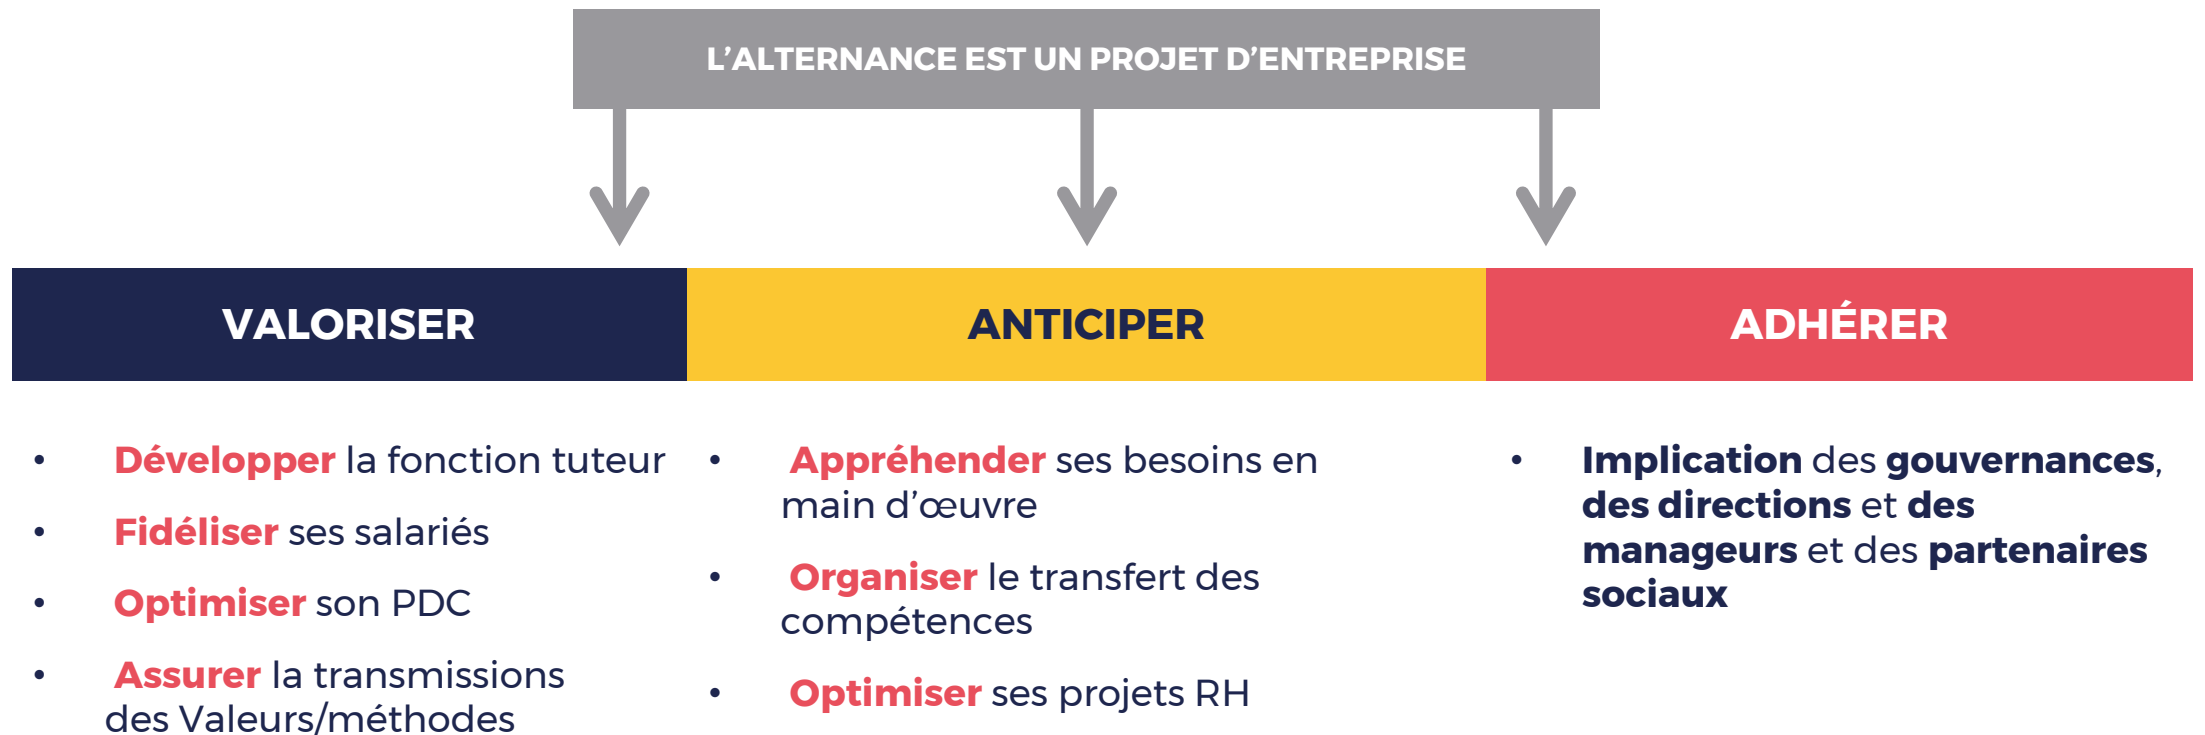 L’ALTERNANCE EST UN PROJET D’ENTREPRISE
VALORISER
• Développer la fonction tuteur
• Fidéliser ses salariés
• Optimiser son PDC
• Assurer la transmissions
des Valeurs/méthodes
ANTICIPER
• Appréhender ses besoins en
main d’œuvre
• Organiser le transfert des
compétences
• Optimiser ses projets RH
ADHÉRER
• Implication des gouvernances,
des directions et des
manageurs et des partenaires
sociaux